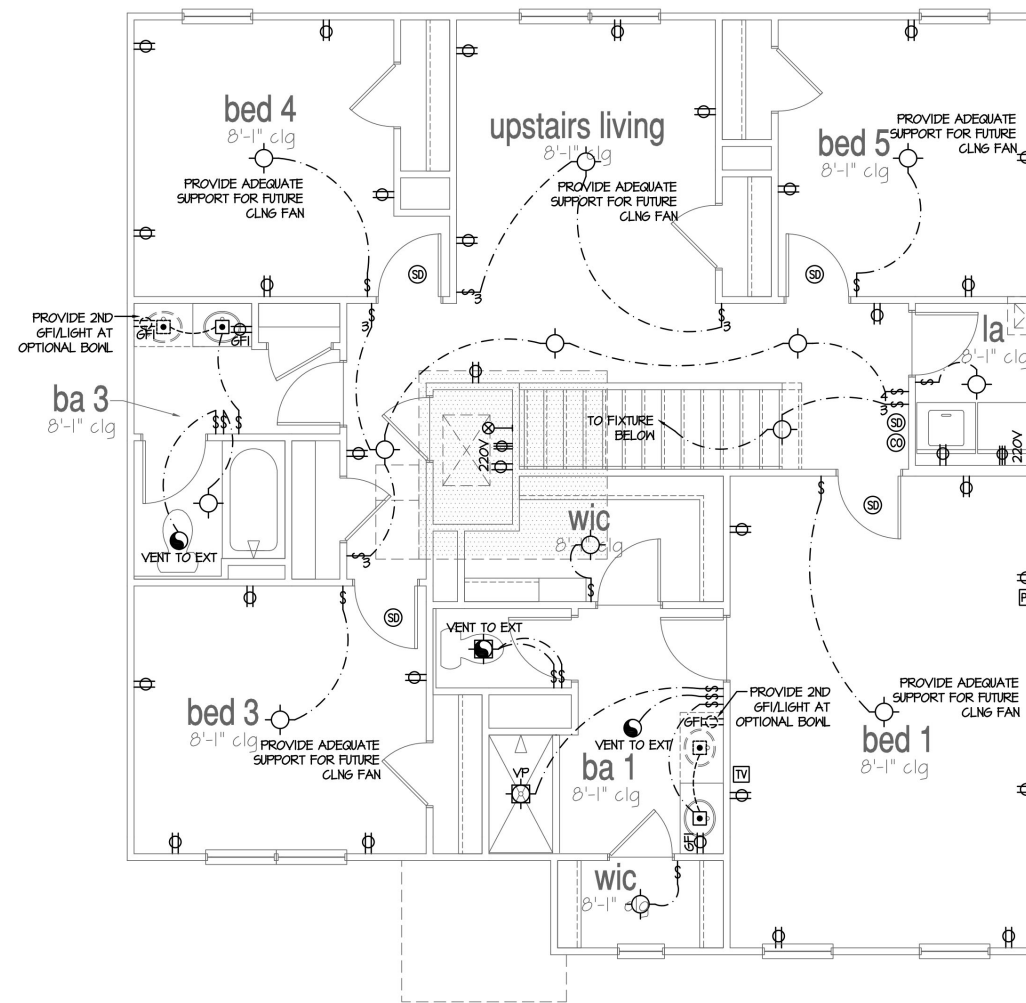 bed 4
8'-1" clg
PROVIDE ADEQUATE
SUPPORT FOR FUTURE
CLNG FAN
upstairs living
8'-1" clg
PROVIDE ADEQUATE
SUPPORT FOR FUTURE
CLNG FAN
bed 5
8'-1" clg
PROVIDE ADEQUATE
SUPPORT FOR FUTURE
CLNG FAN
SD
SD
$
$3
$3
$3
$
PROVIDE 2ND
GFI/LIGHT AT
OPTIONAL BOWL
GFI
GFI
la
8'-1" clg
$
ba 3
8'-1" clg
$$ $
TO FIXTURE
BELOW
220V
$4
$3
SD
CO
220V
VENT TO EXT
$3
wic
8'-1" clg
$
$
SD
$
SD
VENT TO EXT
$$
bed 3
8'-1" clg
PROVIDE ADEQUATE
SUPPORT FOR FUTURE
CLNG FAN
$$$
$$$
PROVIDE 2ND
GFI/LIGHT AT
OPTIONAL BOWL
GFI
VENT TO EXT
VP
ba 1
8'-1" clg
GFI
TV
P
PROVIDE ADEQUATE
SUPPORT FOR FUTURE
CLNG FAN
bed 1
8'-1" clg
wic
8'-1" clg
$